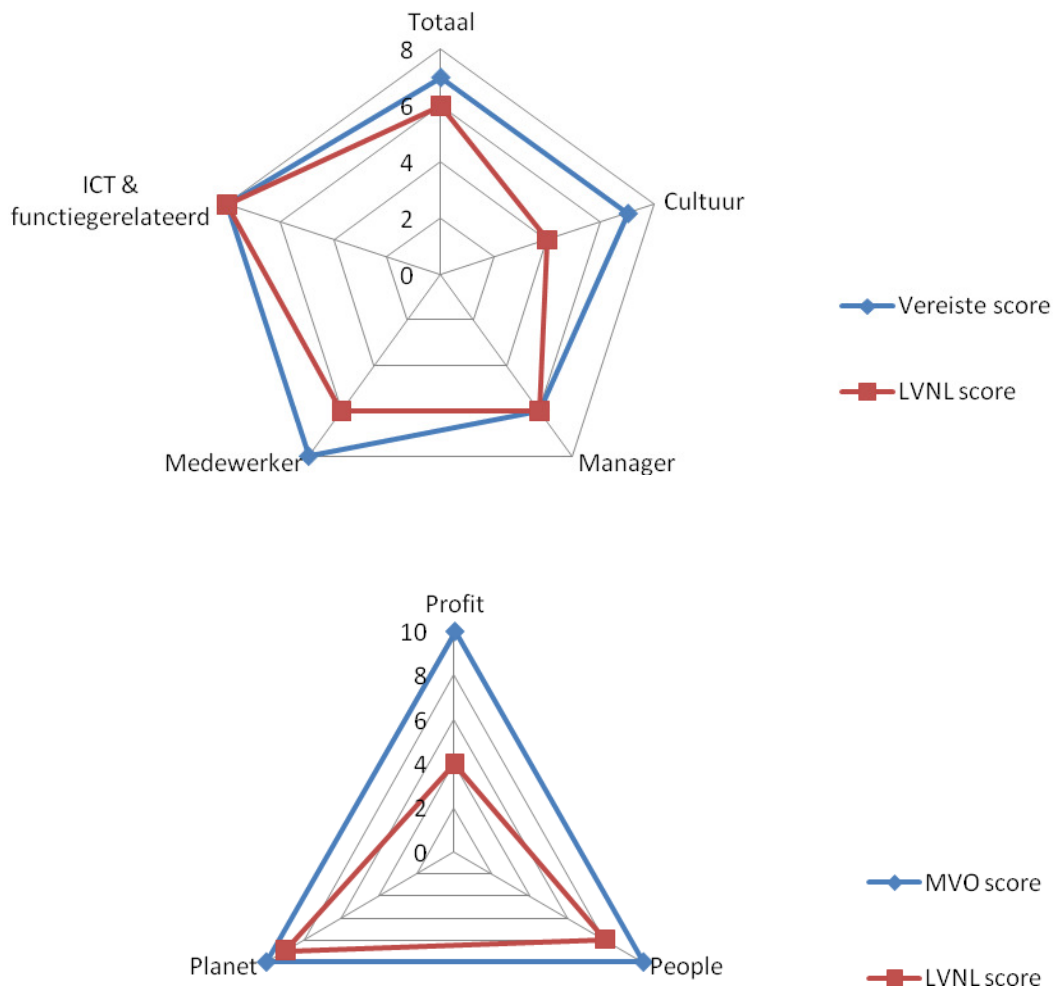 Totaal
8
6
4
2
0
ICT &
functiegerelateerd
Cultuur
Medewerker
Manager
Vereiste score
LVNL score
Profit
10
8
6
4
2
0
Planet
People
MVO score
LVNL score